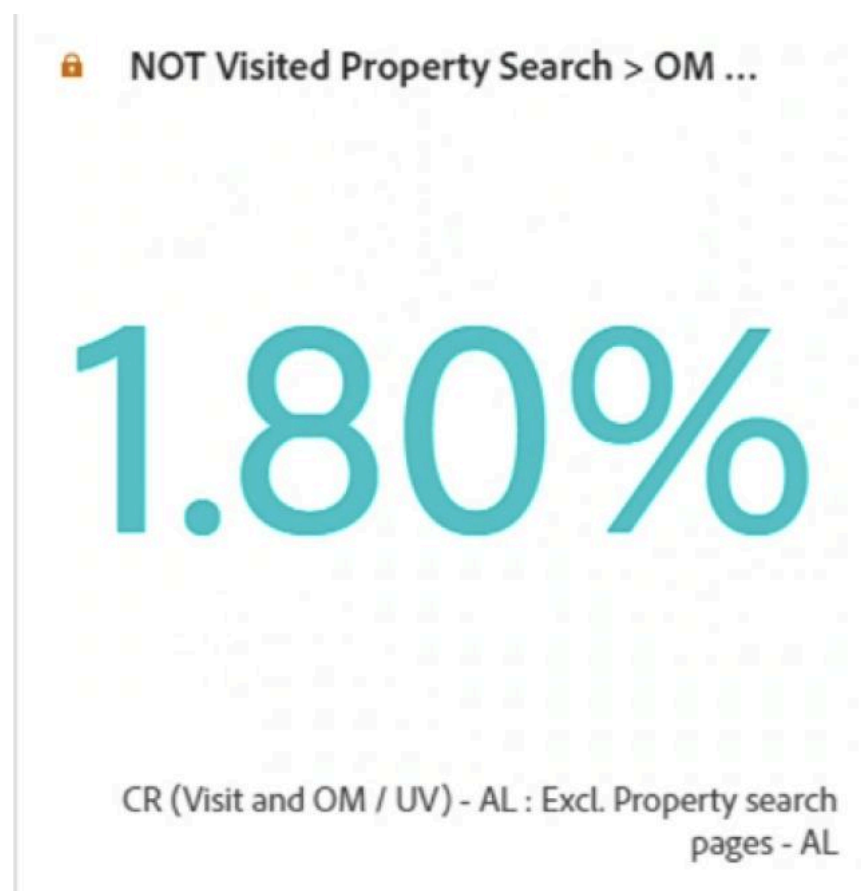 NOT Visited Property Search > OM ...
1.80%
CR (Visit and OM / UV) - AL : Excl. Property search
pages - AL